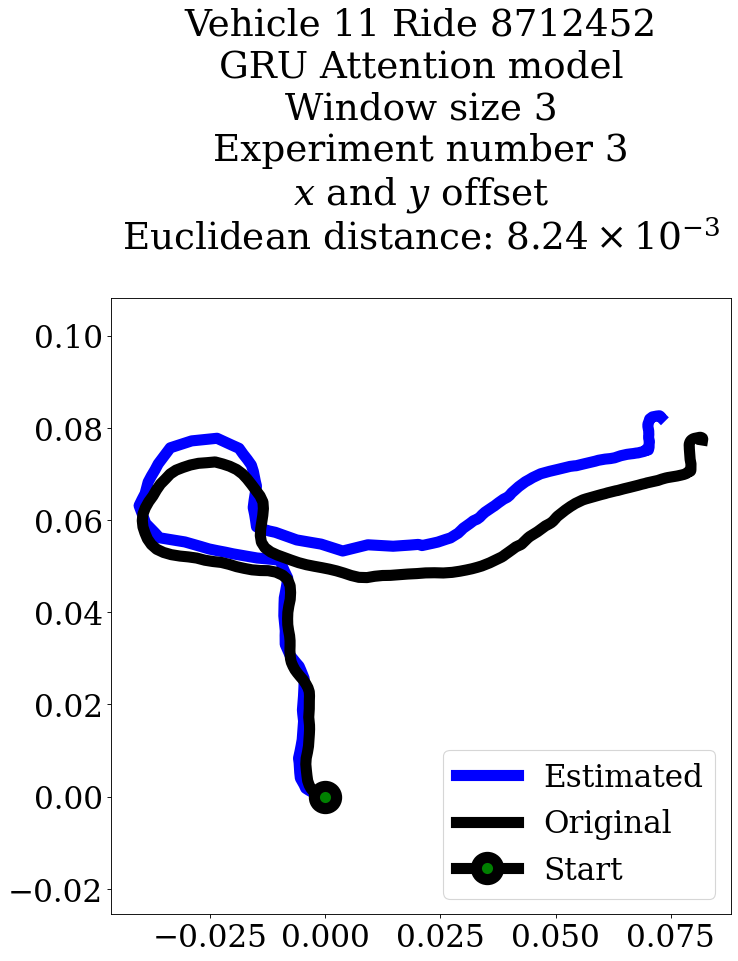 Vehicle 11 Ride 8712452
GRU Attention model
Window size 3
Experiment number 3
x and y offset
Euclidean distance: 8.24 × 10⁻³
0.10
0.08
0.06
0.04
0.02
0.00
−0.02
Estimated
Original
Start
−0.025 0.000 0.025 0.050 0.075